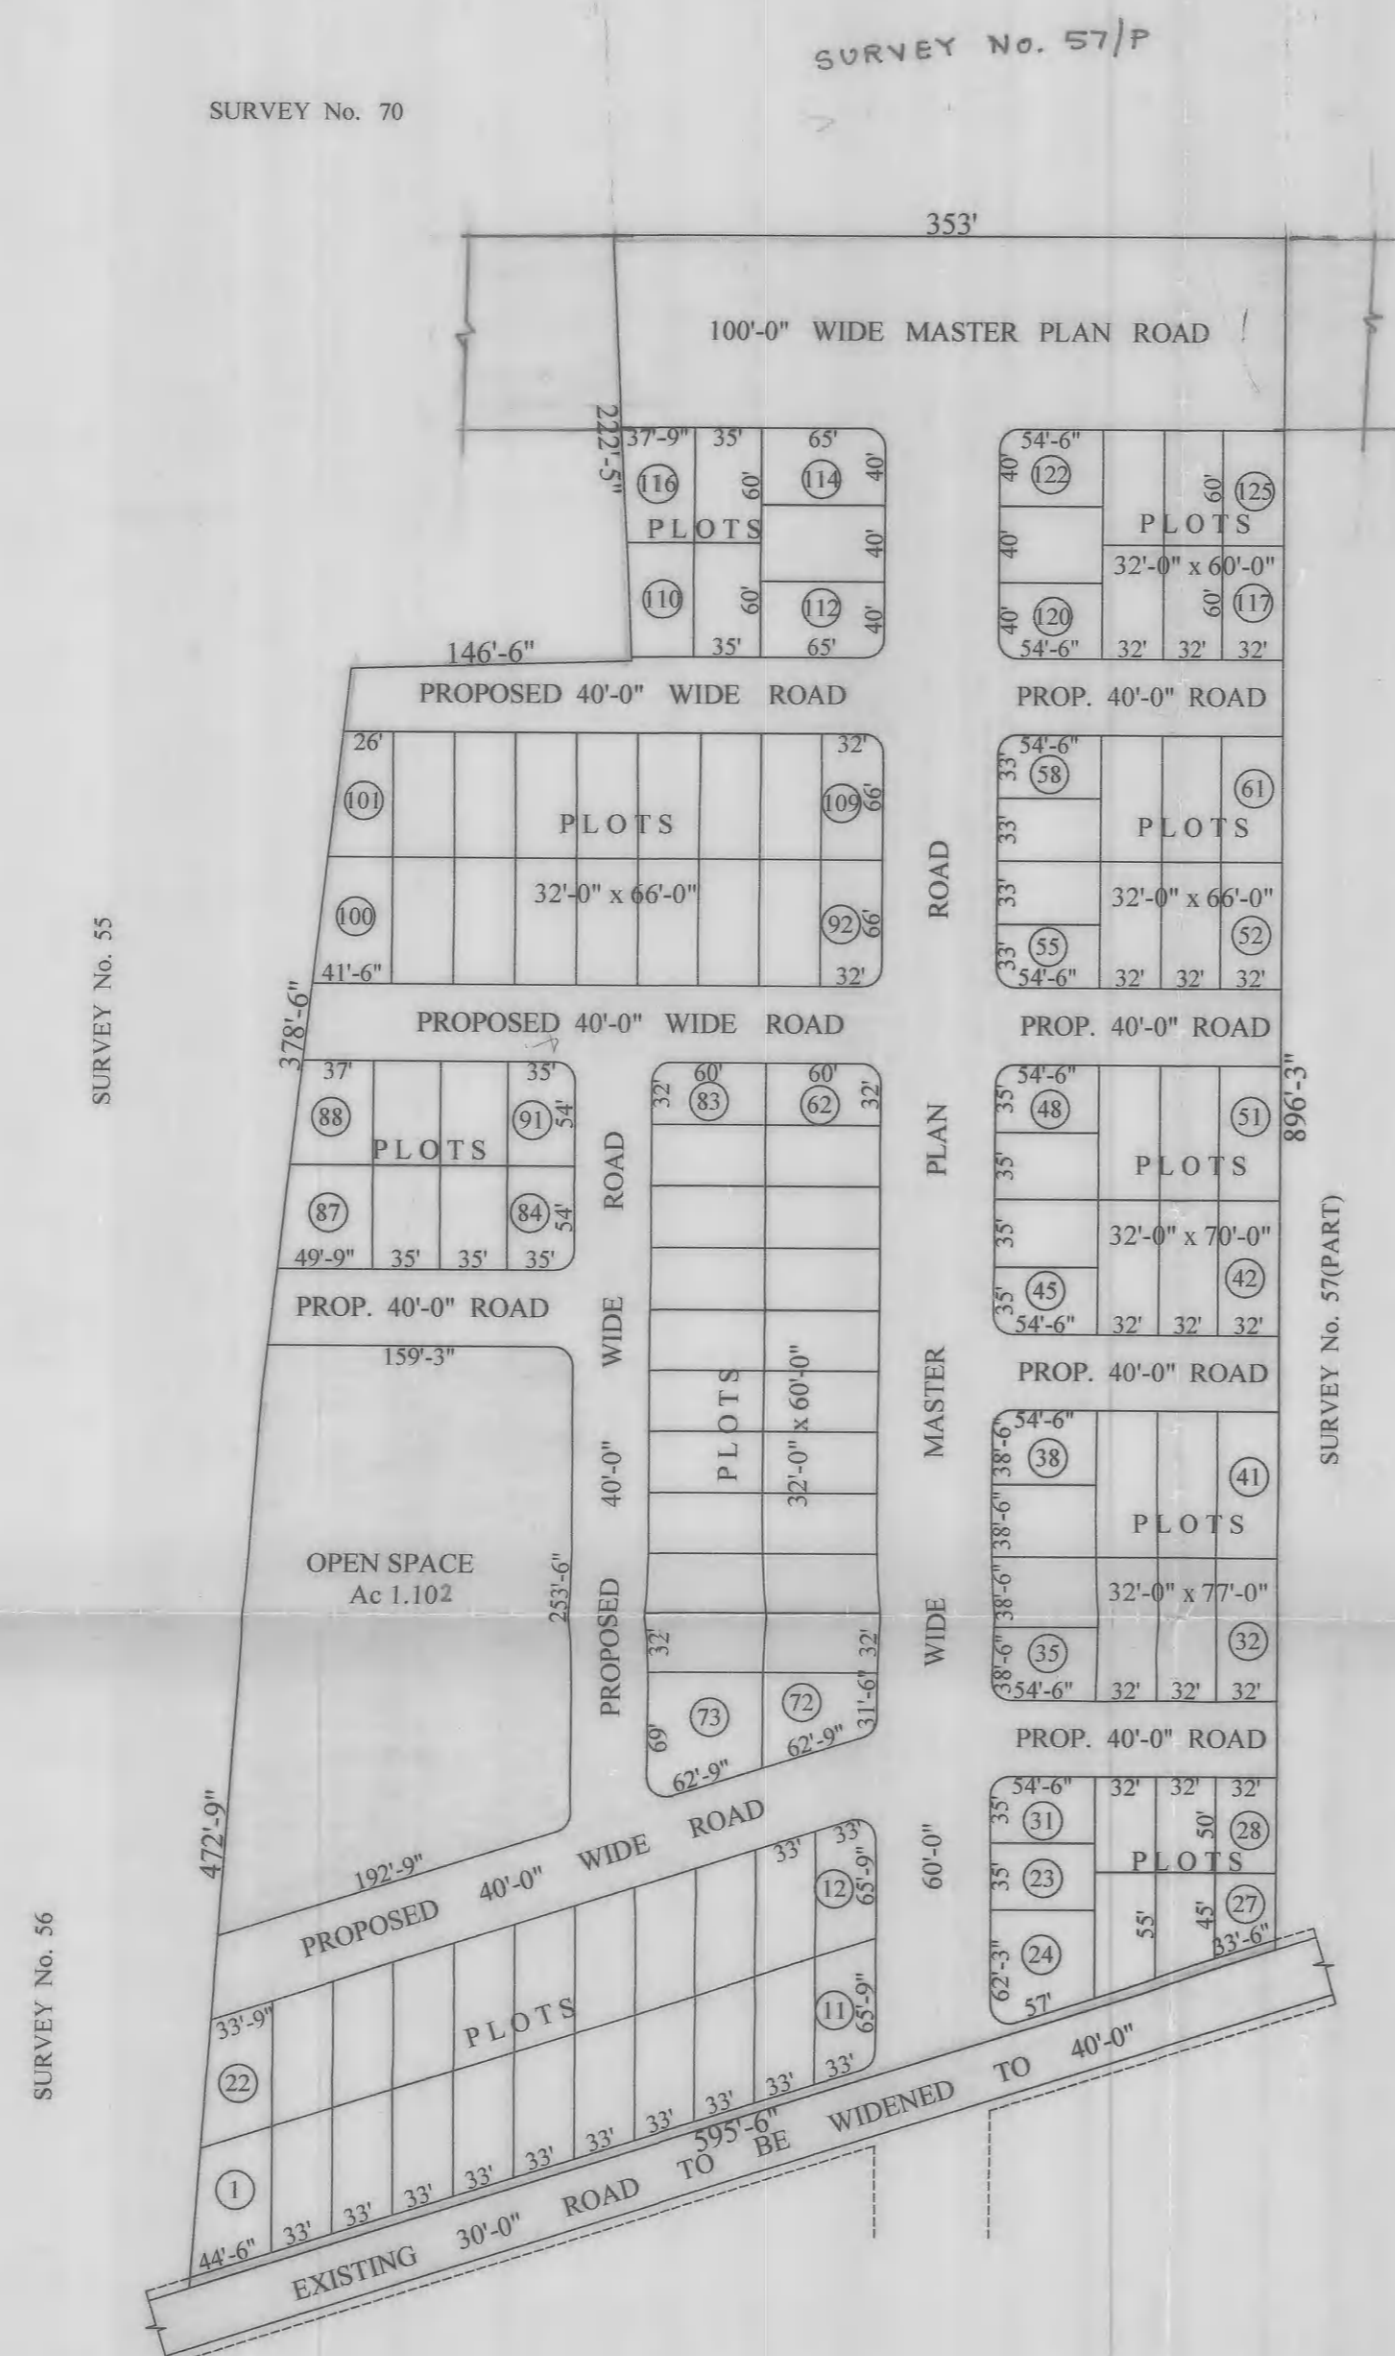 SURVEY No. 57/P
SURVEY No. 70
353'
100'-0" WIDE MASTER PLAN ROAD
222'-5"
37'-9" 35' 65'
116 60' 114 40'
PLOTS
40'
110 60' 112 40'
35' 65'
54'-6"
40' 122 60' 125
PLOTS
40'
32'-0" x 60'-0"
40' 120 60' 117
54'-6" 32' 32' 32'
146'-6"
PROPOSED 40'-0" WIDE ROAD
PROP. 40'-0" ROAD
26' 32'
101 109 66'
PLOTS
32'-0" x 66'-0"
100 92 66'
41'-6" 32'
54'-6"
33' 58 61
33' PLOTS
33' 32'-0" x 66'-0"
33' 55 52
54'-6" 32' 32' 32'
SURVEY No. 55
378'-6"
PROPOSED 40'-0" WIDE ROAD
PROP. 40'-0" ROAD
37' 35'
88 91 54'
PLOTS
87 84 54'
49'-9" 35' 35' 35'
60' 60'
32' 83 62 32'
PLOTS
32'-0" x 60'-0"
32' 32'
73 72 31'-6"
69'
62'-9" 62'-9"
54'-6"
35' 48 51
35' PLOTS
35' 32'-0" x 70'-0"
35' 45 42
54'-6" 32' 32' 32'
896'-3"
SURVEY No. 57(PART)
PROP. 40'-0" ROAD
159'-3"
OPEN SPACE
Ac 1.102
253'-6"
192'-9"
PROPOSED 40'-0" WIDE ROAD
60'-0" WIDE MASTER PLAN ROAD
PROP. 40'-0" ROAD
54'-6"
38'-6" 38 41
38'-6" PLOTS
38'-6" 32'-0" x 77'-0"
38'-6" 35 32
54'-6" 32' 32' 32'
PROP. 40'-0" ROAD
54'-6" 32' 32' 32'
35' 31 50' 28
PLOTS
35' 23
55' 45' 27
62'-3" 24 33'-6"
57'
472'-9"
SURVEY No. 56
PROPOSED 40'-0" WIDE ROAD
33' 33'
12 65'-9"
33'-9"
PLOTS
22 11 65'-9"
1
44'-6" 33' 33' 33' 33' 33' 33' 33' 33' 33' 33'
595'-6"
EXISTING 30'-0" ROAD TO BE WIDENED TO 40'-0"